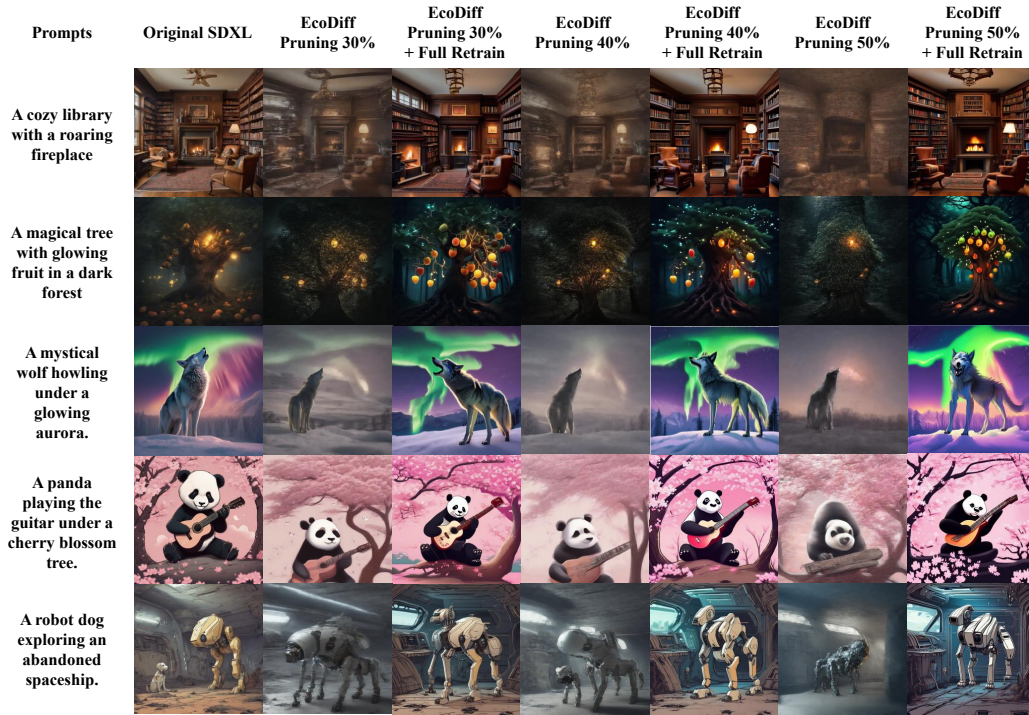 Prompts
Original SDXL
EcoDiff
Pruning 30%
EcoDiff
Pruning 30%
+ Full Retrain
EcoDiff
Pruning 40%
EcoDiff
Pruning 40%
+ Full Retrain
EcoDiff
Pruning 50%
EcoDiff
Pruning 50%
+ Full Retrain
A cozy library
with a roaring
fireplace
A magical tree
with glowing
fruit in a dark
forest
A mystical
wolf howling
under a
glowing
aurora.
A panda
playing the
guitar under a
cherry blossom
tree.
A robot dog
exploring an
abandoned
spaceship.